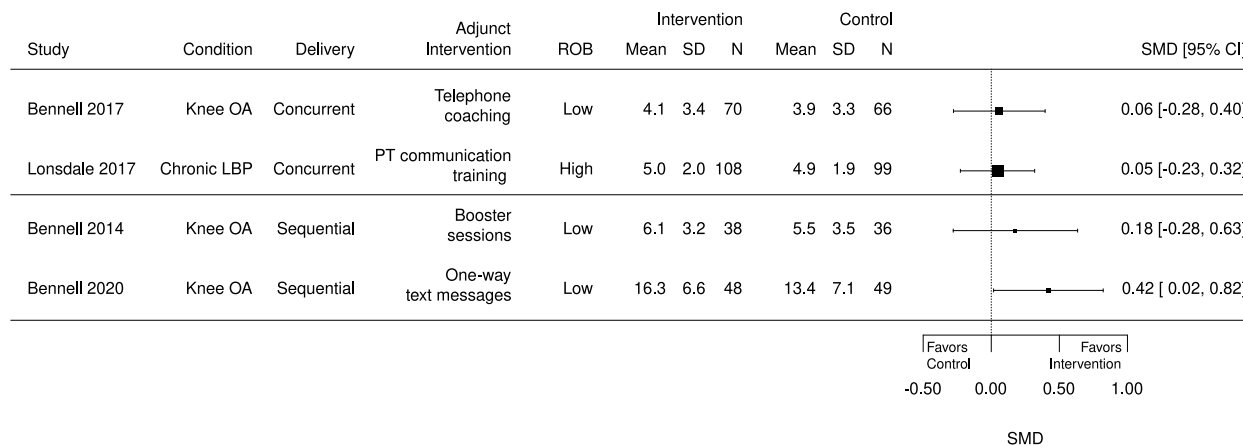 Intervention Control
Adjunct
Study Condition Delivery Intervention ROB Mean SD N Mean SD N SMD [95% CI]
Telephone
Bennell 2017 Knee OA Concurrent coaching Low 4.1 3.4 70 3.9 3.3 66 0.06 [-0.28, 0.40]
PT communication
Lonsdale 2017 Chronic LBP Concurrent training High 5.0 2.0 108 4.9 1.9 99 0.05 [-0.23, 0.32]
Booster
Bennell 2014 Knee OA Sequential sessions Low 6.1 3.2 38 5.5 3.5 36 0.18 [-0.28, 0.63]
One-way
Bennell 2020 Knee OA Sequential text messages Low 16.3 6.6 48 13.4 7.1 49 0.42 [ 0.02, 0.82]
Favors Favors
Control Intervention
-0.50 0.00 0.50 1.00
SMD